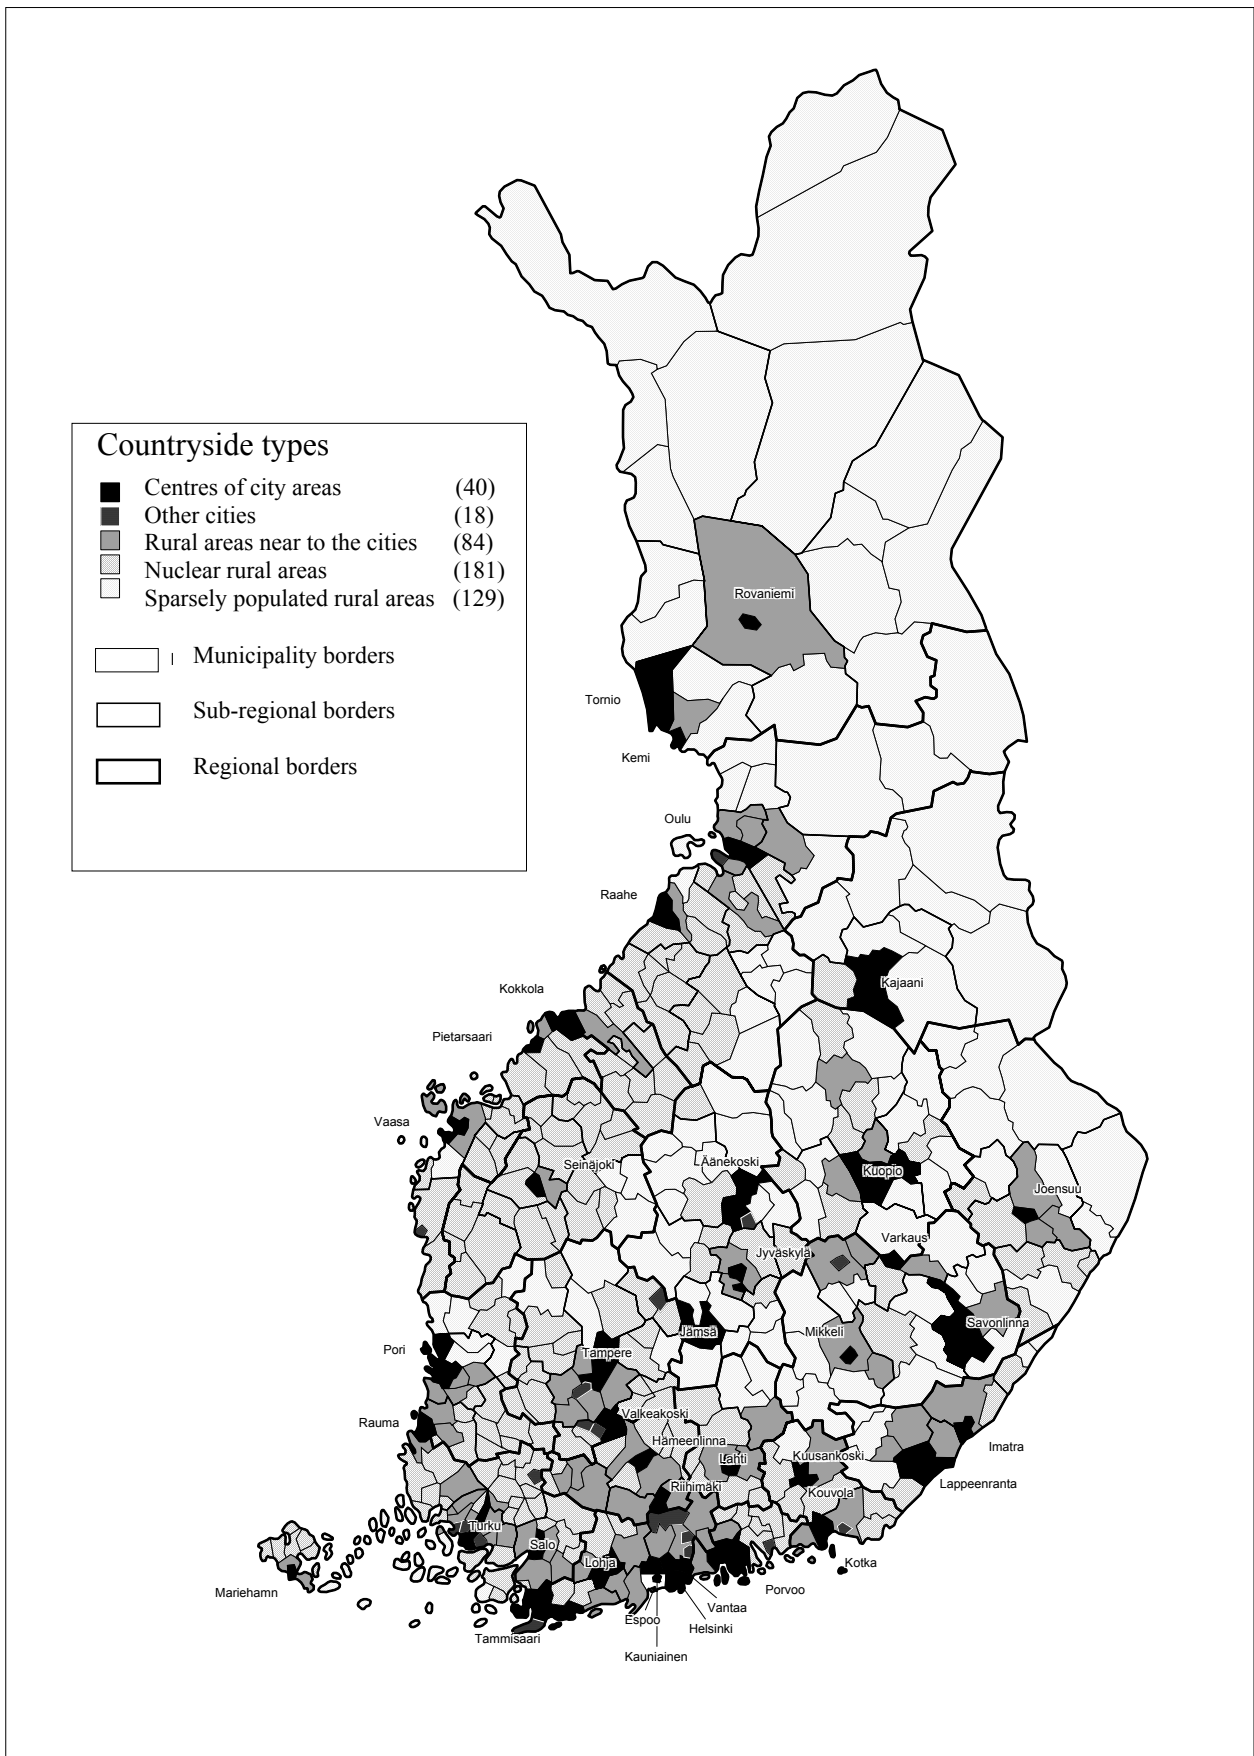 Countryside types
Centres of city areas (40)
Other cities (18)
Rural areas near to the cities (84)
Nuclear rural areas (181)
Sparsely populated rural areas (129)
Municipality borders
Sub-regional borders
Regional borders
Rovaniemi
Tornio
Kemi
Oulu
Raahe
Kajaani
Kokkola
Pietarsaari
Vaasa
Seinäjoki
Äänekoski
Kuopio
Joensuu
Varkaus
Jyväskylä
Savonlinna
Jämsä
Mikkeli
Pori
Tampere
Rauma
Valkeakoski
Hämeenlinna
Imatra
Lahti
Kuusankoski
Lappeenranta
Riihimäki
Kouvola
Turku
Salo
Lohja
Kotka
Mariehamn
Porvoo
Vantaa
Espoo
Helsinki
Tammisaari
Kauniainen